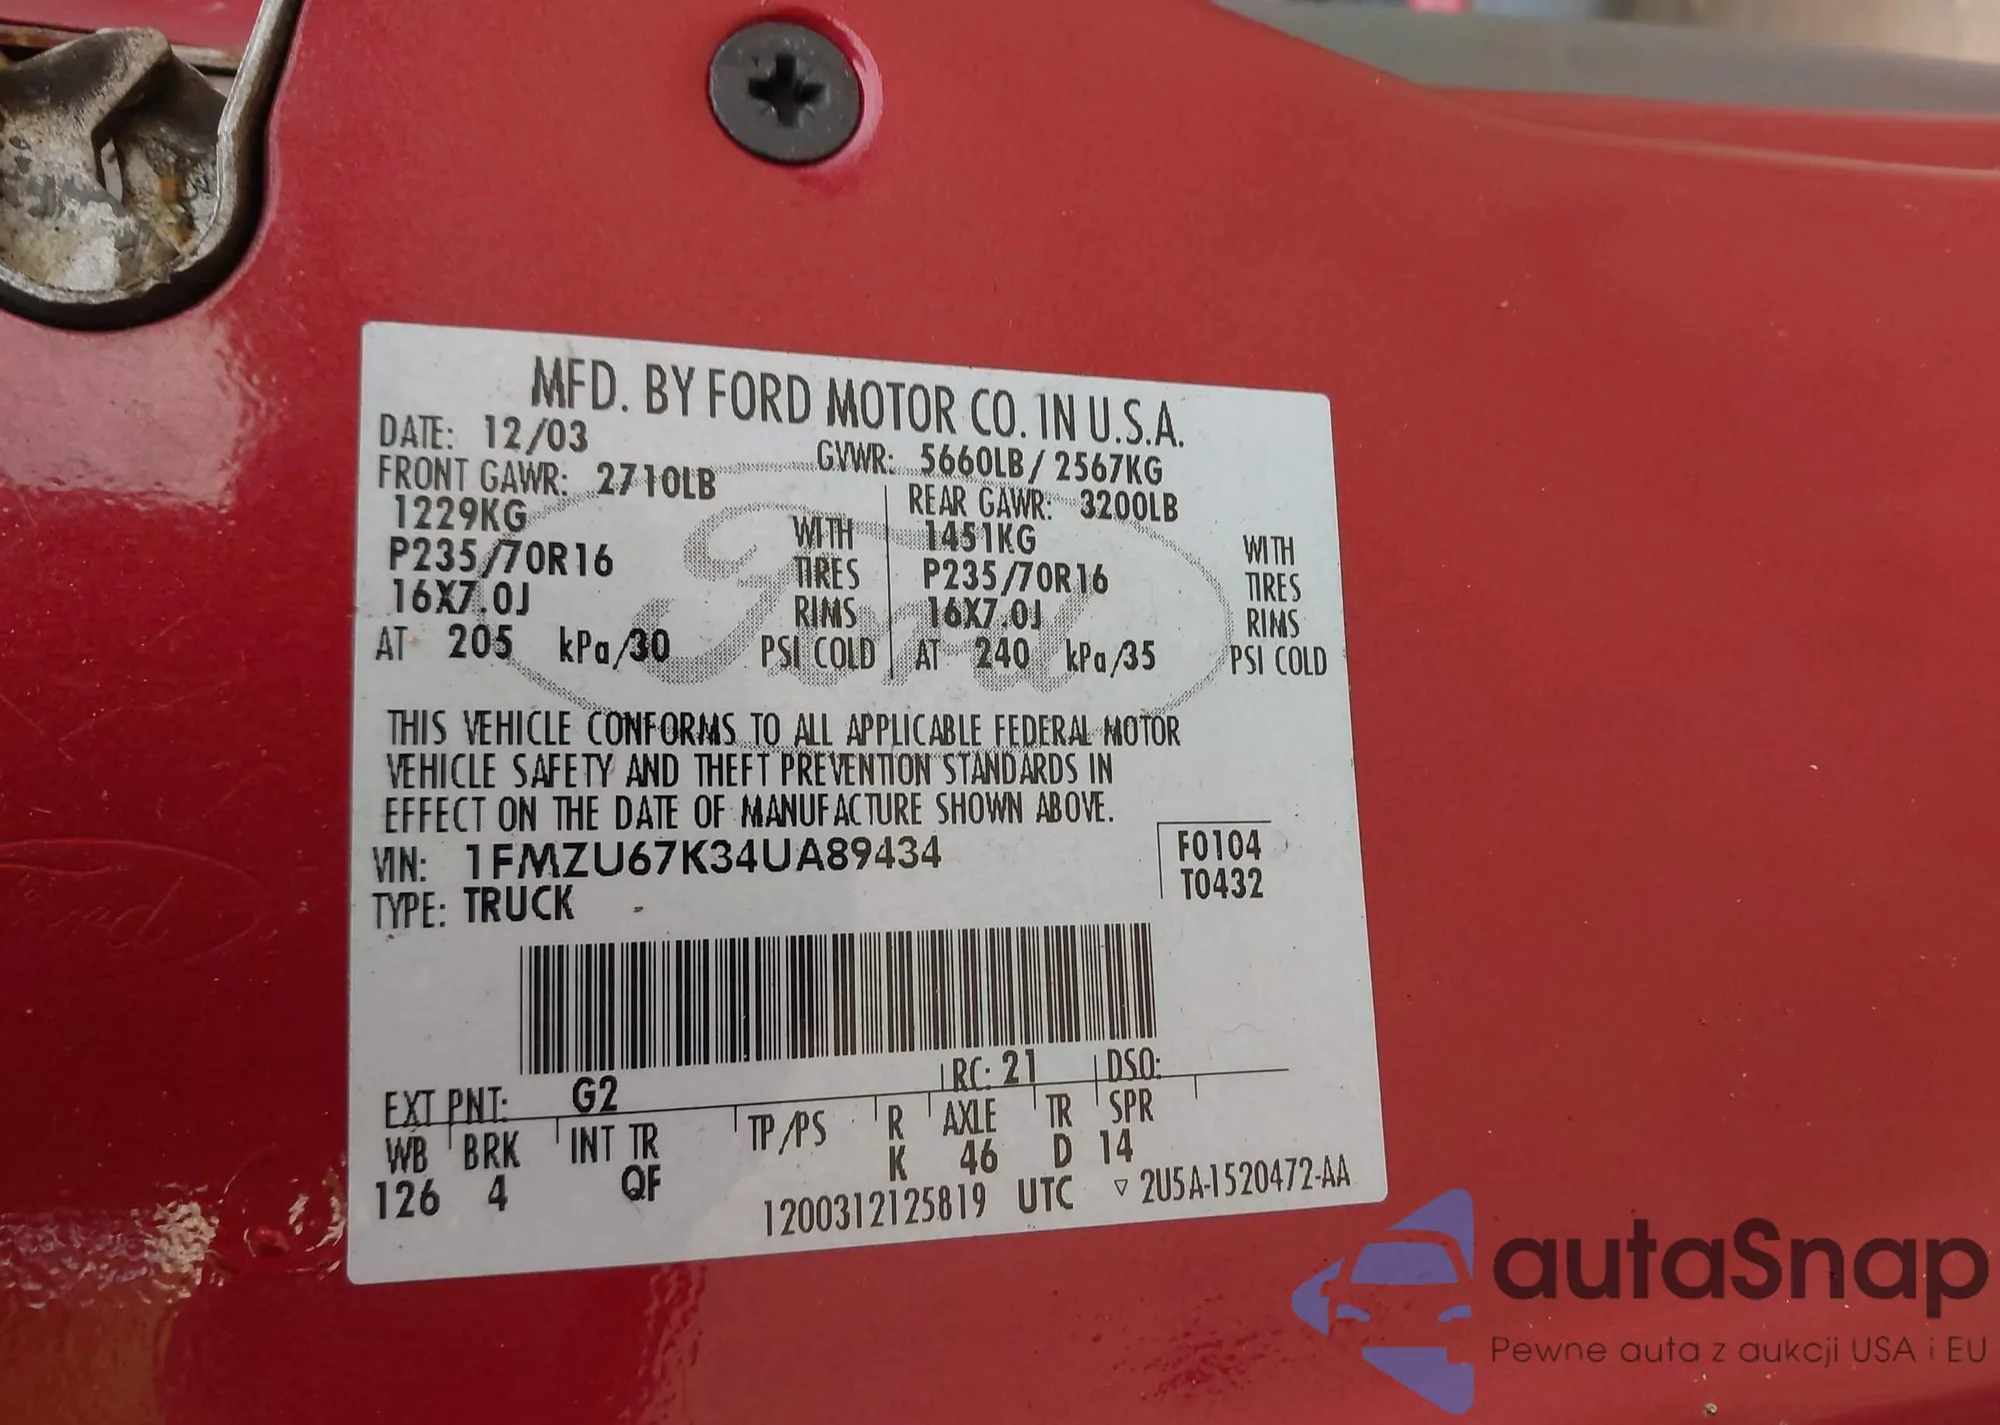 MFD. BY FORD MOTOR CO. IN U.S.A.
DATE: 12/03 GVWR: 5660LB/ 2567KG
FRONT GAWR: 2710LB REAR GAWR: 3200LB
1229KG WITH 1451KG WITH
P235/70R16 TIRES P235/70R16 TIRES
16X7.0J RIMS 16X7.0J RIMS
AT 205 kPa/30 PSI COLD AT 240 kPa/35 PSI COLD
Ford
THIS VEHICLE CONFORMS TO ALL APPLICABLE FEDERAL MOTOR
VEHICLE SAFETY AND THEFT PREVENTION STANDARDS IN
EFFECT ON THE DATE OF MANUFACTURE SHOWN ABOVE.
VIN: 1FMZU67K34UA89434 F0104
TYPE: TRUCK T0432
EXT PNT: G2 RC: 21 DSO:
WB BRK INT TR TP/PS R AXLE TR SPR
126 4 QF K 46 D 14
1200312125819 UTC ▽ 2U5A-1520472-AA
Ford
autaSnap
Pewne auta z aukcji USA i EU